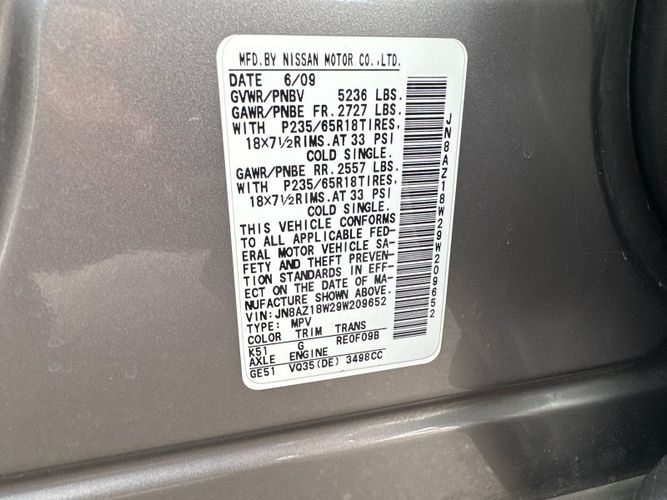 MFD.BY NISSAN MOTOR CO.,LTD.
DATE 6/09
GVWR/PNBV 5236 LBS.
GAWR/PNBE FR. 2727 LBS.
WITH P235/65R18TIRES,
18X7½RIMS.AT 33 PSI
COLD SINGLE.
GAWR/PNBE RR. 2557 LBS.
WITH P235/65R18TIRES,
18X7½RIMS.AT 33 PSI
COLD SINGLE.
THIS VEHICLE CONFORMS
TO ALL APPLICABLE FED-
ERAL MOTOR VEHICLE SA-
FETY AND THEFT PREVEN-
TION STANDARDS IN EFF-
ECT ON THE DATE OF MA-
NUFACTURE SHOWN ABOVE.
VIN: JN8AZ18W29W209652
TYPE: MPV
COLOR TRIM TRANS
K51 G RE0F09B
AXLE ENGINE
GE51 VQ35(DE) 3498CC
JN8AZ18W29W209652